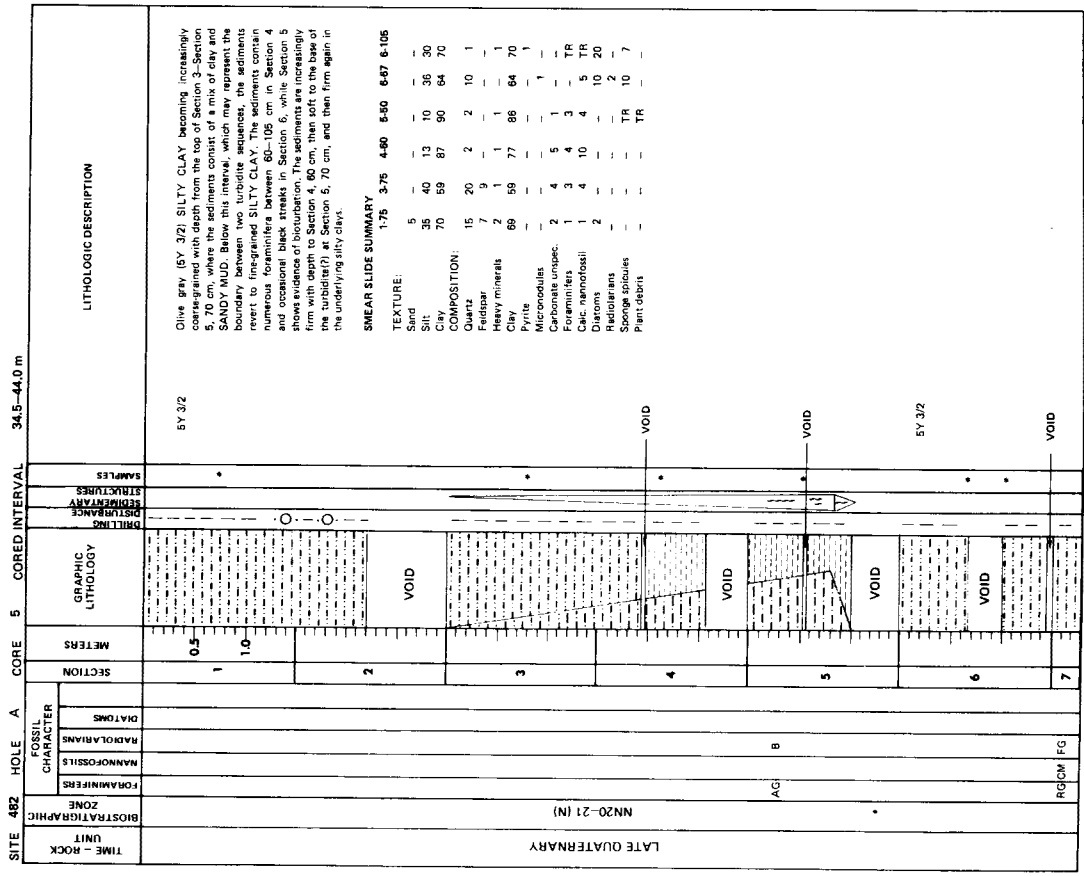 SITE 482 HOLE A CORE 5 CORED INTERVAL 34.5–44.0 m
TIME – ROCK UNIT
BIOSTRATIGRAPHIC ZONE
FOSSIL CHARACTER
FORAMINIFERS
NANNOFOSSILS
RADIOLARIANS
DIATOMS
SECTION
METERS
GRAPHIC LITHOLOGY
DRILLING DISTURBANCE
SEDIMENTARY STRUCTURES
SAMPLES
LITHOLOGIC DESCRIPTION
LATE QUATERNARY
NN20–21 (N)
AG
B
RG
CM
FG
1
2
3
4
5
6
7
0.5
1.0
VOID
VOID
VOID
VOID
VOID
VOID
VOID
5Y 3/2
5Y 3/2
VOID
Olive gray (5Y 3/2) SILTY CLAY becoming increasingly
coarse-grained with depth from the top of Section 3–Section
5, 70 cm, where the sediments consist of a mix of clay and
SANDY MUD. Below this interval, which may represent the
boundary between two turbidite sequences, the sediments
revert to fine-grained SILTY CLAY. The sediments contain
numerous foraminifera between 60–105 cm in Section 4
and occasional black streaks in Section 6, while Section 5
shows evidence of bioturbation. The sediments are increasingly
firm with depth to Section 4, 60 cm, then soft to the base of
the turbidite(?) at Section 5, 70 cm, and then firm again in
the underlying silty clays.
SMEAR SLIDE SUMMARY
1-75 3-75 4-60 5-50 6-67 6-105
TEXTURE:
Sand 5 – – – – –
Silt 35 40 13 10 36 30
Clay 70 59 87 90 64 70
COMPOSITION:
Quartz 15 20 2 2 10 1
Feldspar 7 9 – – – –
Heavy minerals 2 1 1 1 – 1
Clay 69 59 77 86 64 70
Pyrite – – – – – 1
Micronodules – – – – 1 –
Carbonate unspec. 2 4 5 1 – –
Foraminifers 1 3 4 3 – TR
Calc. nannofossil 1 4 10 4 5 TR
Diatoms 2 – – – 10 20
Radiolarians – – – – 2 –
Sponge spicules – – – TR 10 7
Plant debris – – – TR – –